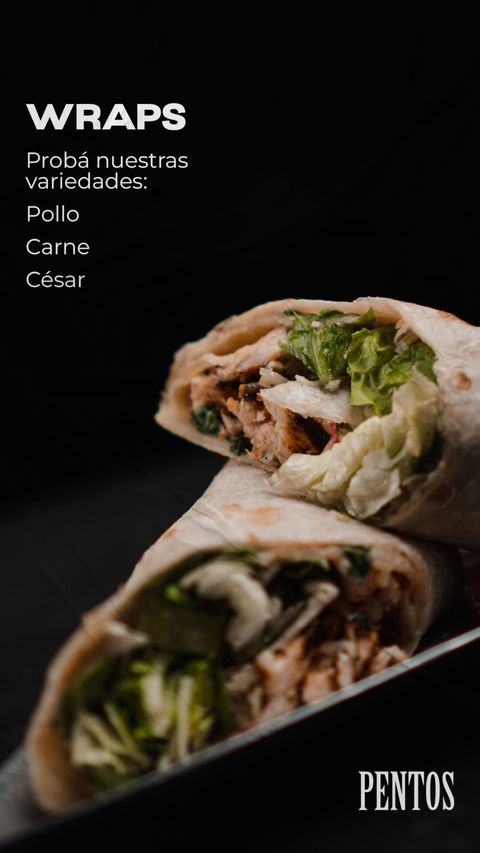 WRAPS
Probá nuestras
variedades:
Pollo
Carne
César
PENTOS